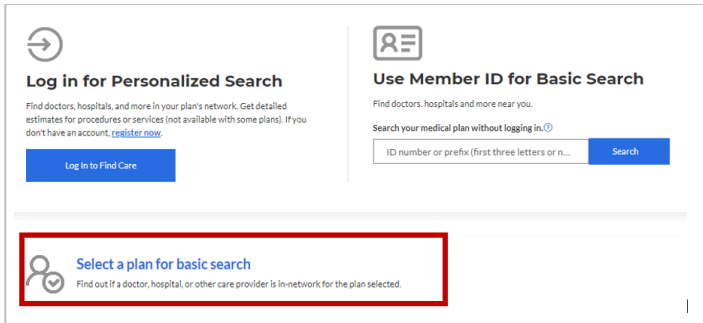 Log in for Personalized Search
Find doctors, hospitals, and more in your plan's network. Get detailed
estimates for procedures or services (not available with some plans). If you
don't have an account, register now.
Log In to Find Care
Use Member ID for Basic Search
Find doctors. hospitals and more near you.
Search your medical plan without logging in.
ID number or prefix (first three letters or n...
Search
Select a plan for basic search
Find out if a doctor, hospital, or other care provider is in-network for the plan selected.